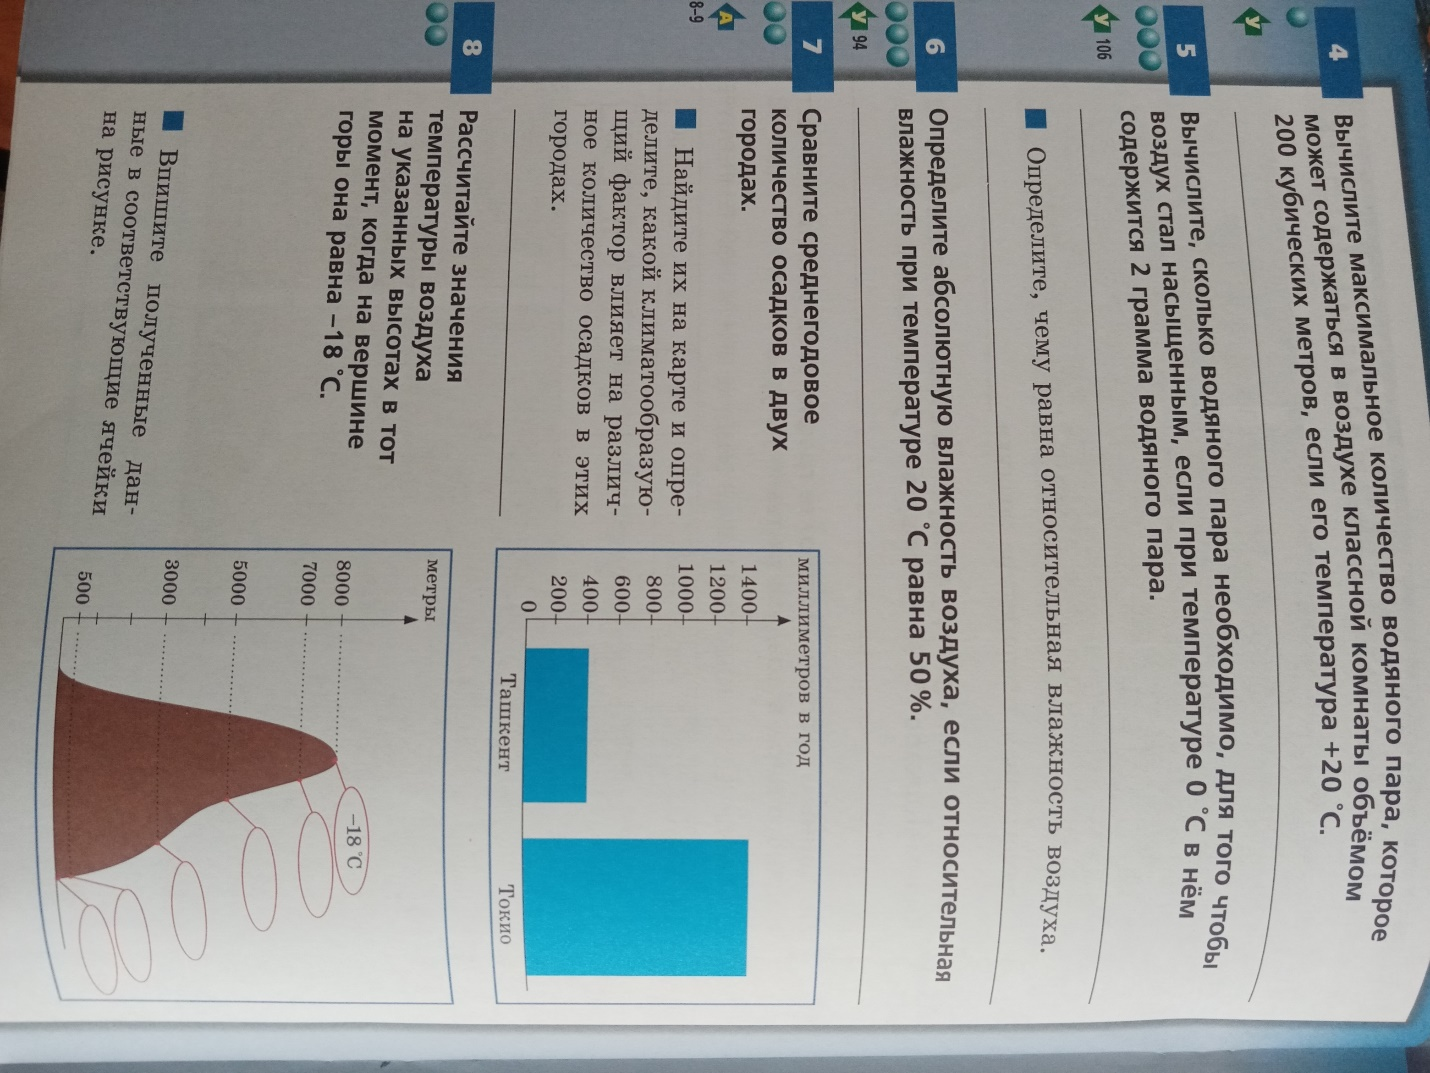 4
У
Вычислите максимальное количество водяного пара, которое
может содержаться в воздухе классной комнаты объёмом
200 кубических метров, если его температура +20 °С.
5
У 106
Вычислите, сколько водяного пара необходимо, для того чтобы
воздух стал насыщенным, если при температуре 0 °С в нём
содержится 2 грамма водяного пара.
Определите, чему равна относительная влажность воздуха.
6
У 94
Определите абсолютную влажность воздуха, если относительная
влажность при температуре 20 °С равна 50 %.
7
А
8–9
Сравните среднегодовое
количество осадков в двух
городах.
Найдите их на карте и опре-
делите, какой климатообразую-
щий фактор влияет на различ-
ное количество осадков в этих
городах.
миллиметров в год
1400
1200
1000
800
600
400
200
0
Ташкент
Токио
8
Рассчитайте значения
температуры воздуха
на указанных высотах в тот
момент, когда на вершине
горы она равна –18 °С.
Впишите полученные дан-
ные в соответствующие ячейки
на рисунке.
метры
8000
7000
5000
3000
500
–18 °С